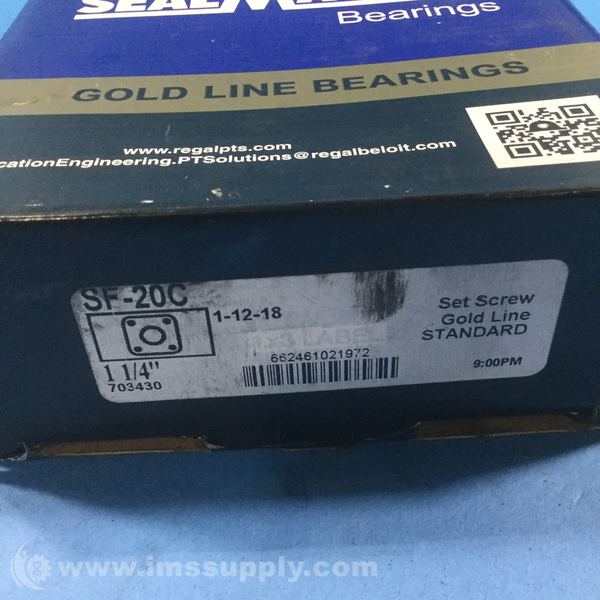 Bearings
GOLD LINE BEARINGS
www.regalpts.com
cationEngineering.PTSolutions@regalbeloit.com
SF-20C
1-12-18
Set Screw
Gold Line
STANDARD
LABEL
662461021972
1 1/4"
703430
9:00PM
www.imssupply.com